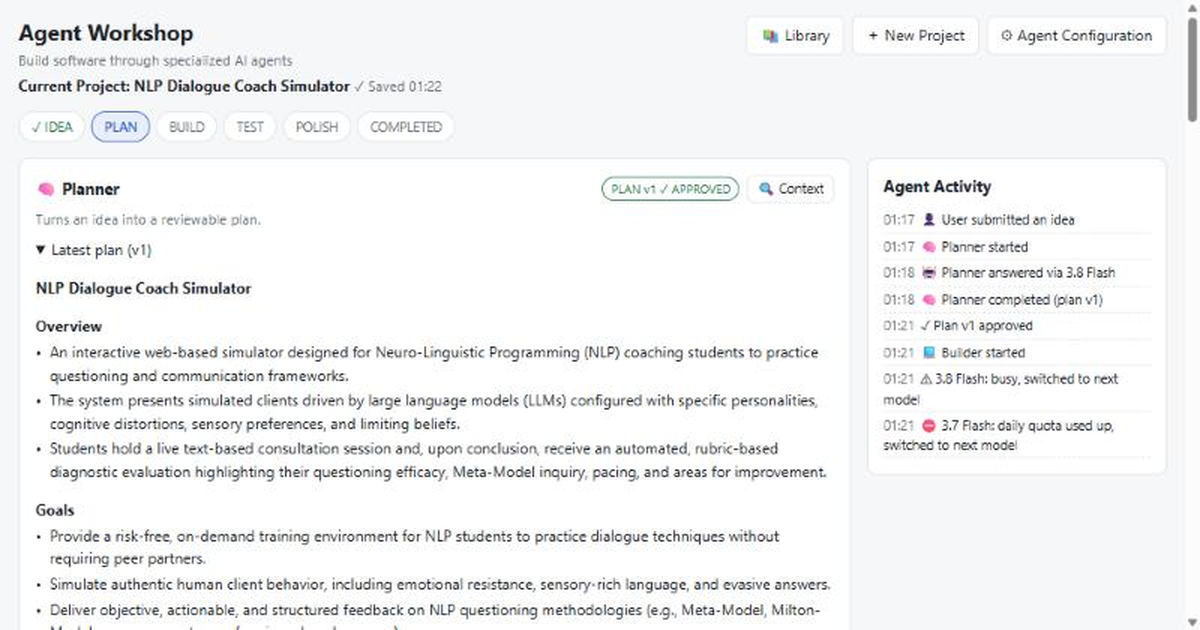 Agent Workshop
Build software through specialized AI agents
Current Project: NLP Dialogue Coach Simulator ✓ Saved 01:22
📚 Library
+ New Project
⚙ Agent Configuration
✓ IDEA
PLAN
BUILD
TEST
POLISH
COMPLETED
🧠 Planner
PLAN v1 ✓ APPROVED
🔍 Context
Turns an idea into a reviewable plan.
▼ Latest plan (v1)
NLP Dialogue Coach Simulator
Overview
• An interactive web-based simulator designed for Neuro-Linguistic Programming (NLP) coaching students to practice
questioning and communication frameworks.
• The system presents simulated clients driven by large language models (LLMs) configured with specific personalities,
cognitive distortions, sensory preferences, and limiting beliefs.
• Students hold a live text-based consultation session and, upon conclusion, receive an automated, rubric-based
diagnostic evaluation highlighting their questioning efficacy, Meta-Model inquiry, pacing, and areas for improvement.
Goals
• Provide a risk-free, on-demand training environment for NLP students to practice dialogue techniques without
requiring peer partners.
• Simulate authentic human client behavior, including emotional resistance, sensory-rich language, and evasive answers.
• Deliver objective, actionable, and structured feedback on NLP questioning methodologies (e.g., Meta-Model, Milton-
Agent Activity
01:17 👤 User submitted an idea
01:17 🧠 Planner started
01:18 Planner answered via 3.8 Flash
01:18 🧠 Planner completed (plan v1)
01:21 ✓ Plan v1 approved
01:21 Builder started
01:21 ⚠ 3.8 Flash: busy, switched to next
model
01:21 ⛔ 3.7 Flash: daily quota used up,
switched to next model